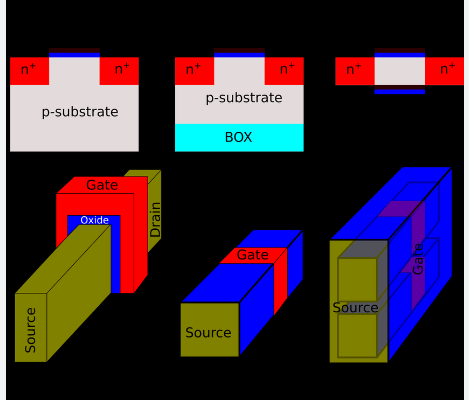 n+ n+ n+ n+ n+ n+
p-substrate p-substrate
BOX
Gate
Oxide
Drain
Gate
Gate
Source
Source
Source